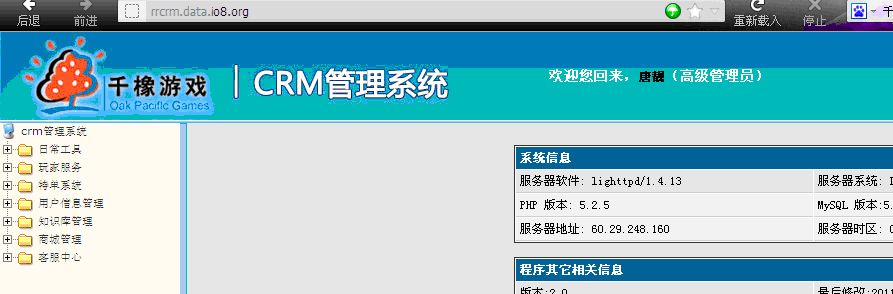 rrcrm.data.io8.org
后退 前进 重新载入 停止 千
千橡游戏
Oak Pacific Games
CRM管理系统
欢迎您回来，唐靓（高级管理员）
crm管理系统
日常工具
玩家服务
特单系统
用户信息管理
知识库管理
商城管理
客服中心
系统信息
服务器软件: lighttpd/1.4.13 服务器系统:
PHP 版本: 5.2.5 MySQL 版本:5.
服务器地址: 60.29.248.160 服务器时区:
程序其它相关信息
版本:2.0 最后修改:2011